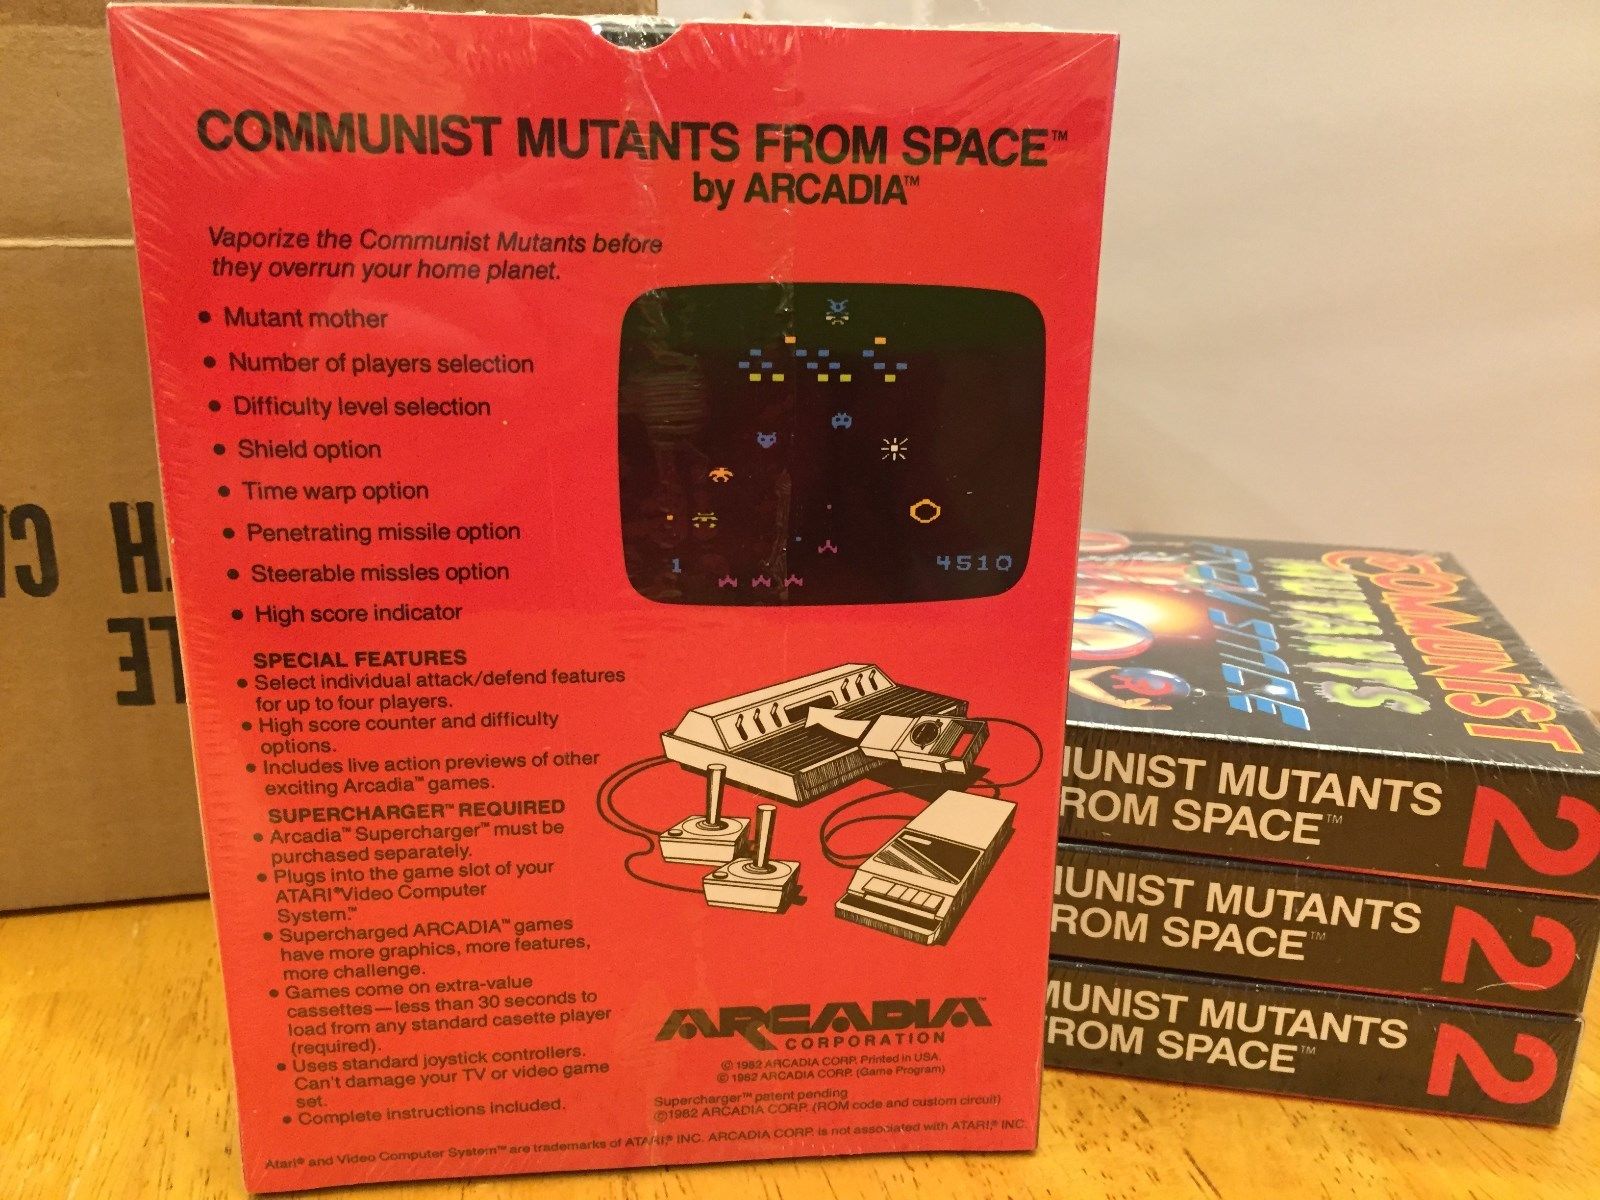 COMMUNIST MUTANTS FROM SPACE™
by ARCADIA™
Vaporize the Communist Mutants before
they overrun your home planet.
• Mutant mother
• Number of players selection
• Difficulty level selection
• Shield option
• Time warp option
• Penetrating missile option
• Steerable missles option
• High score indicator
1 4510
SPECIAL FEATURES
• Select individual attack/defend features
for up to four players.
• High score counter and difficulty
options.
• Includes live action previews of other
exciting Arcadia™ games.
SUPERCHARGER™ REQUIRED
• Arcadia™ Supercharger™ must be
purchased separately.
• Plugs into the game slot of your
ATARI® Video Computer
System.™
• Supercharged ARCADIA™ games
have more graphics, more features,
more challenge.
• Games come on extra-value
cassettes—less than 30 seconds to
load from any standard casette player
(required).
• Uses standard joystick controllers.
Can't damage your TV or video game
set.
• Complete instructions included.
ARCADIA™
CORPORATION
© 1982 ARCADIA CORP. Printed in USA.
© 1982 ARCADIA CORP. (Game Program)
Supercharger™ patent pending
©1982 ARCADIA CORP. (ROM code and custom circuit)
Atari® and Video Computer System™ are trademarks of ATARI® INC. ARCADIA CORP. is not associated with ATARI® INC.
COMMUNIST
MUTANTS
FROM SPACE
MUNIST MUTANTS
ROM SPACE™
2
MUNIST MUTANTS
ROM SPACE™
2
MUNIST MUTANTS
FROM SPACE™
2